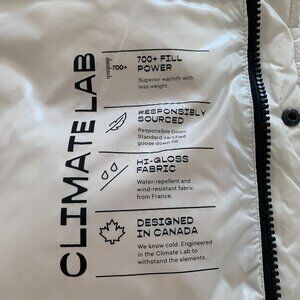 CLIMATE LAB
700+
700+ FILL
POWER
Superior warmth with
less weight.
RESPONSIBLY
SOURCED
Responsible Down
Standard certified
goose down fill.
HI-GLOSS
FABRIC
Water-repellent and
wind-resistant fabric
from France.
DESIGNED
IN CANADA
We know cold. Engineered
in the Climate Lab to
withstand the elements.